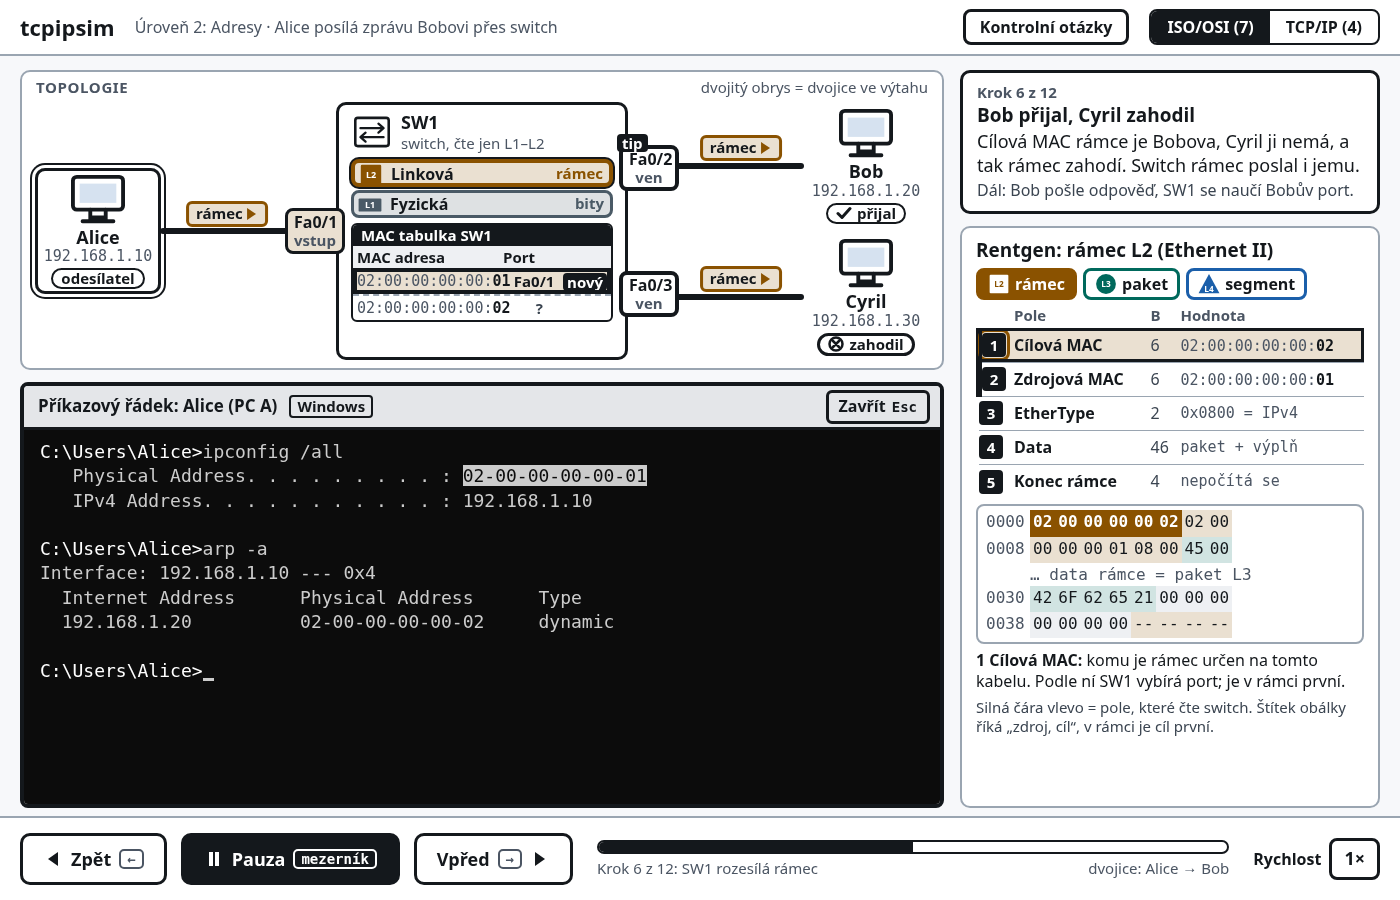 tcpipsim Úroveň 2: Adresy · Alice posílá zprávu Bobovi přes switch Kontrolní otázky ISO/OSI (7) TCP/IP (4)
TOPOLOGIE dvojitý obrys = dvojice ve výtahu
Alice
192.168.1.10
odesílatel
rámec
Fa0/1
vstup
SW1
switch, čte jen L1–L2
L2 Linková rámec
L1 Fyzická bity
MAC tabulka SW1
MAC adresa Port
02:00:00:00:00:01 Fa0/1 nový
02:00:00:00:00:02 ?
tip
Fa0/2
ven
rámec
Bob
192.168.1.20
přijal
Fa0/3
ven
rámec
Cyril
192.168.1.30
zahodil
Krok 6 z 12
Bob přijal, Cyril zahodil
Cílová MAC rámce je Bobova, Cyril ji nemá, a
tak rámec zahodí. Switch rámec poslal i jemu.
Dál: Bob pošle odpověď, SW1 se naučí Bobův port.
Příkazový řádek: Alice (PC A) Windows Zavřít Esc
C:\Users\Alice>ipconfig /all
Physical Address. . . . . . . . . : 02-00-00-00-00-01
IPv4 Address. . . . . . . . . . . : 192.168.1.10
C:\Users\Alice>arp -a
Interface: 192.168.1.10 --- 0x4
Internet Address Physical Address Type
192.168.1.20 02-00-00-00-00-02 dynamic
C:\Users\Alice>_
Rentgen: rámec L2 (Ethernet II)
L2 rámec L3 paket L4 segment
Pole B Hodnota
1 Cílová MAC 6 02:00:00:00:00:02
2 Zdrojová MAC 6 02:00:00:00:00:01
3 EtherType 2 0x0800 = IPv4
4 Data 46 paket + výplň
5 Konec rámce 4 nepočítá se
0000 02 00 00 00 00 02 02 00
0008 00 00 00 01 08 00 45 00
… data rámce = paket L3
0030 42 6F 62 65 21 00 00 00
0038 00 00 00 00 -- -- -- --
1 Cílová MAC: komu je rámec určen na tomto
kabelu. Podle ní SW1 vybírá port; je v rámci první.
Silná čára vlevo = pole, které čte switch. Štítek obálky
říká „zdroj, cíl“, v rámci je cíl první.
Zpět ← Pauza mezerník Vpřed → Krok 6 z 12: SW1 rozesílá rámec dvojice: Alice → Bob Rychlost 1×